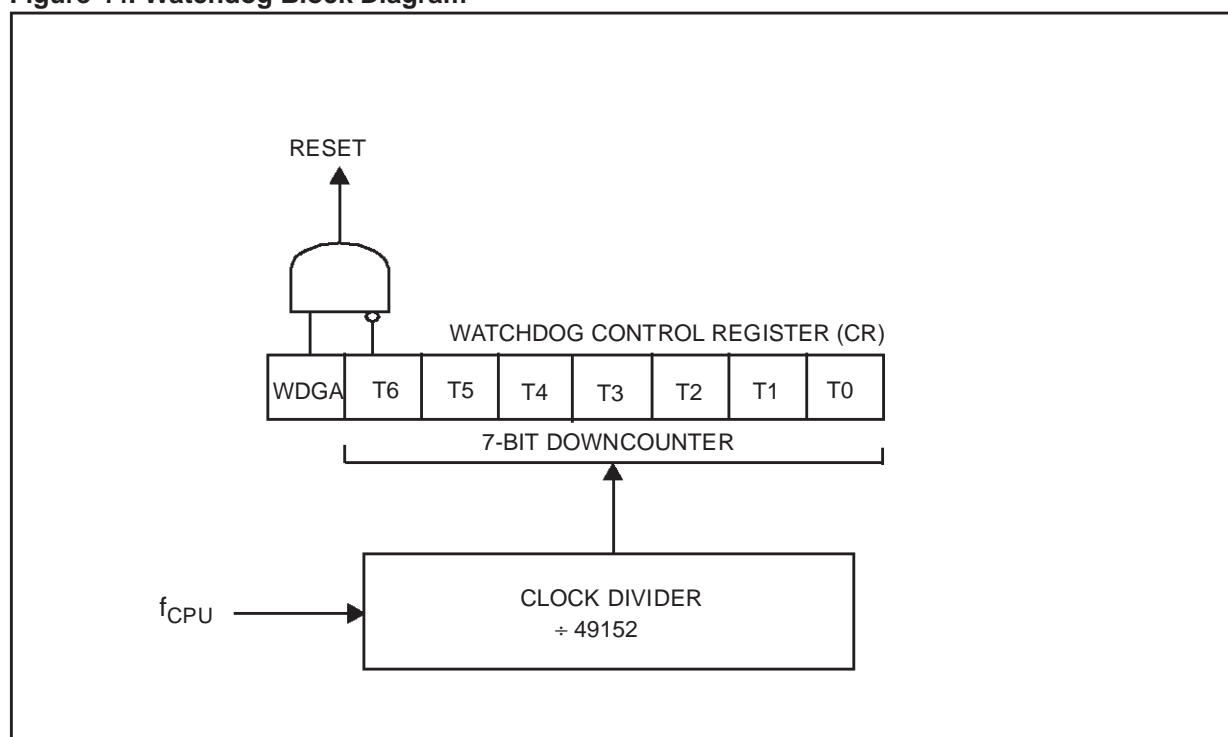 Figure 44. Watchdog Block Diagram
RESET
WATCHDOG CONTROL REGISTER (CR)
WDGA T6 T5 T4 T3 T2 T1 T0
7-BIT DOWNCOUNTER
fCPU
CLOCK DIVIDER
÷ 49152